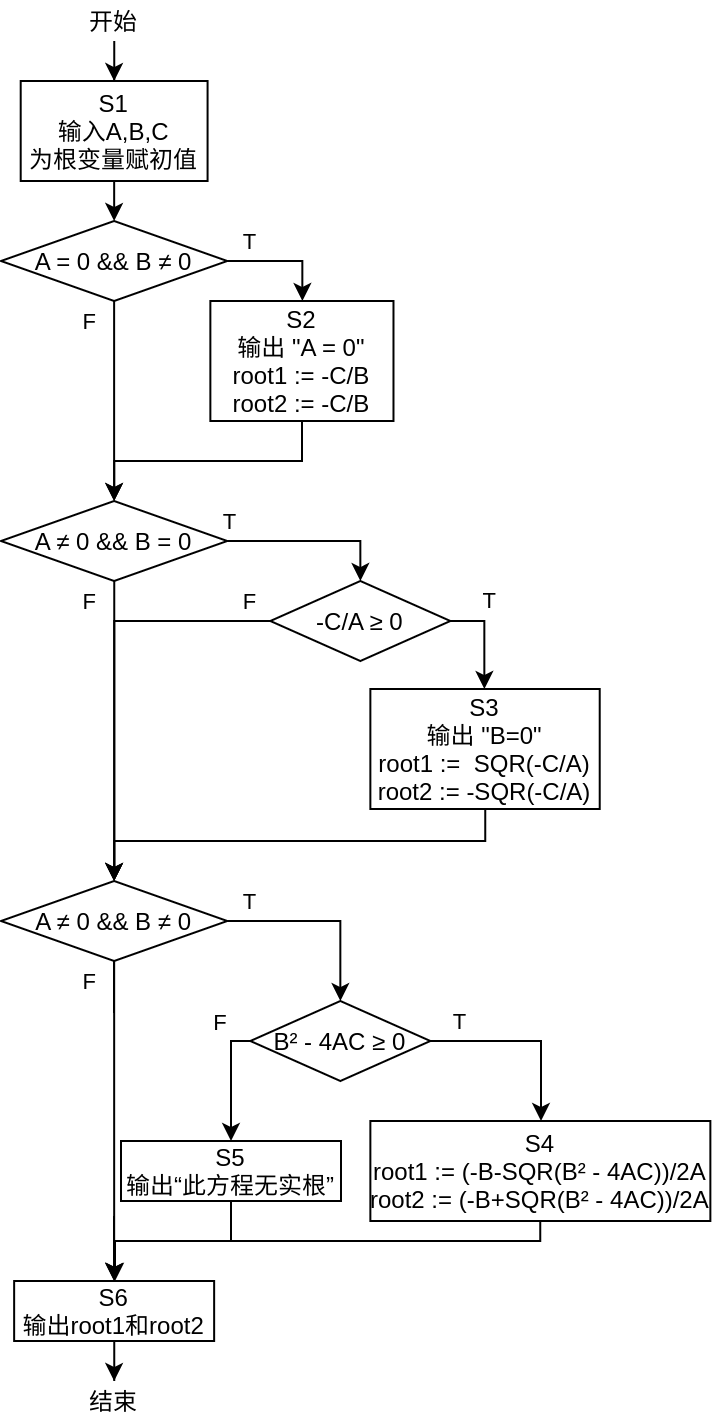 开始
S1
输入A,B,C
为根变量赋初值
A = 0 && B ≠ 0
T
F
S2
输出 "A = 0"
root1 := -C/B
root2 := -C/B
A ≠ 0 && B = 0
T
F
F
-C/A ≥ 0
T
S3
输出 "B=0"
root1 :=  SQR(-C/A)
root2 := -SQR(-C/A)
A ≠ 0 && B ≠ 0
T
F
F
B² - 4AC ≥ 0
T
S4
root1 := (-B-SQR(B² - 4AC))/2A
root2 := (-B+SQR(B² - 4AC))/2A
S5
输出“此方程无实根”
S6
输出root1和root2
结束